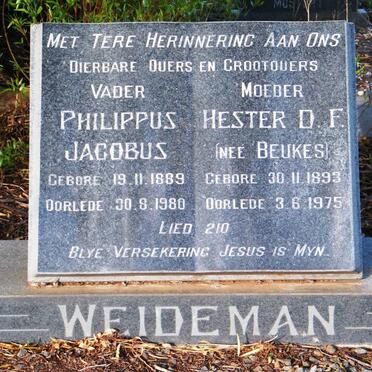 MET TERE HERINNERING AAN ONS
DIERBARE OUERS EN GROOTOUERS
VADER
PHILIPPUS
JACOBUS
GEBORE 19.11.1889
OORLEDE 30.8.1980
MOEDER
HESTER D.F.
(NEE BEUKES)
GEBORE 30.11.1893
OORLEDE 3.6.1975
LIED 210
BLYE VERSEKERING JESUS IS MYN.
WEIDEMAN